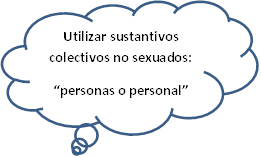 Utilizar sustantivos
colectivos no sexuados:
“personas o personal”